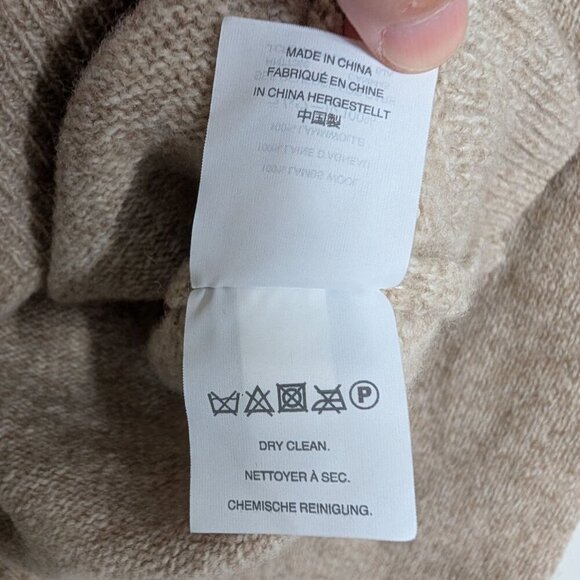 MADE IN CHINA
FABRIQUÉ EN CHINE
IN CHINA HERGESTELLT
中国製
P
DRY CLEAN.
NETTOYER À SEC.
CHEMISCHE REINIGUNG.